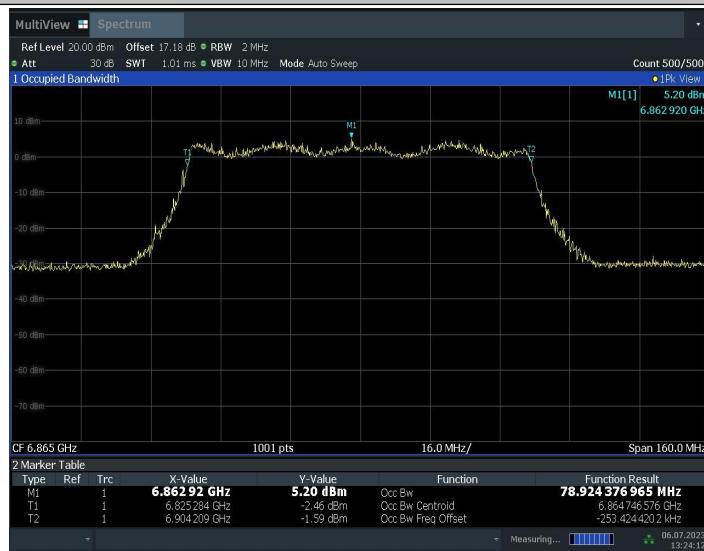 MultiView Spectrum
Ref Level 20.00 dBm Offset 17.18 dB RBW 2 MHz
Att 30 dB SWT 1.01 ms VBW 10 MHz Mode Auto Sweep Count 500/500
1 Occupied Bandwidth 1Pk View
M1[1] 5.20 dBm
6.862 920 GHz
10 dBm
M1
T1
T2
0 dBm
-10 dBm
-20 dBm
-30 dBm
-40 dBm
-50 dBm
-60 dBm
-70 dBm
CF 6.865 GHz 1001 pts 16.0 MHz/ Span 160.0 MHz
2 Marker Table
Type Ref Trc X-Value Y-Value Function Function Result
M1 1 6.862 92 GHz 5.20 dBm Occ Bw 78.924 376 965 MHz
T1 1 6.825 284 GHz -2.46 dBm Occ Bw Centroid 6.864 746 576 GHz
T2 1 6.904 209 GHz -1.59 dBm Occ Bw Freq Offset -253.424 420 2 kHz
Measuring... 06.07.2023
13:24:12